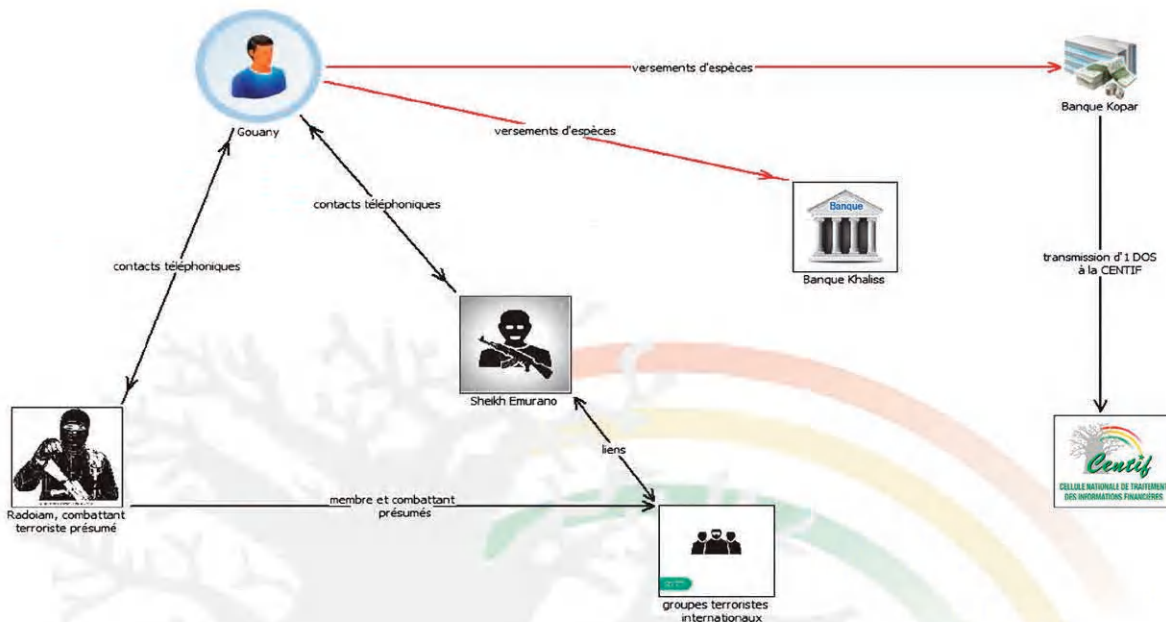 versements d'espèces
Gouany
Banque Kopar
versements d'espèces
contacts téléphoniques
Banque
Banque Khaliss
contacts téléphoniques
transmission d'1 DOS
à la CENTIF
Sheikh Emurano
liens
Centif
CELLULE NATIONALE DE TRAITEMENT
DES INFORMATIONS FINANCIÈRES
Radoiam, combattant
terroriste présumé
membre et combattant
présumés
groupes terroristes
internationaux